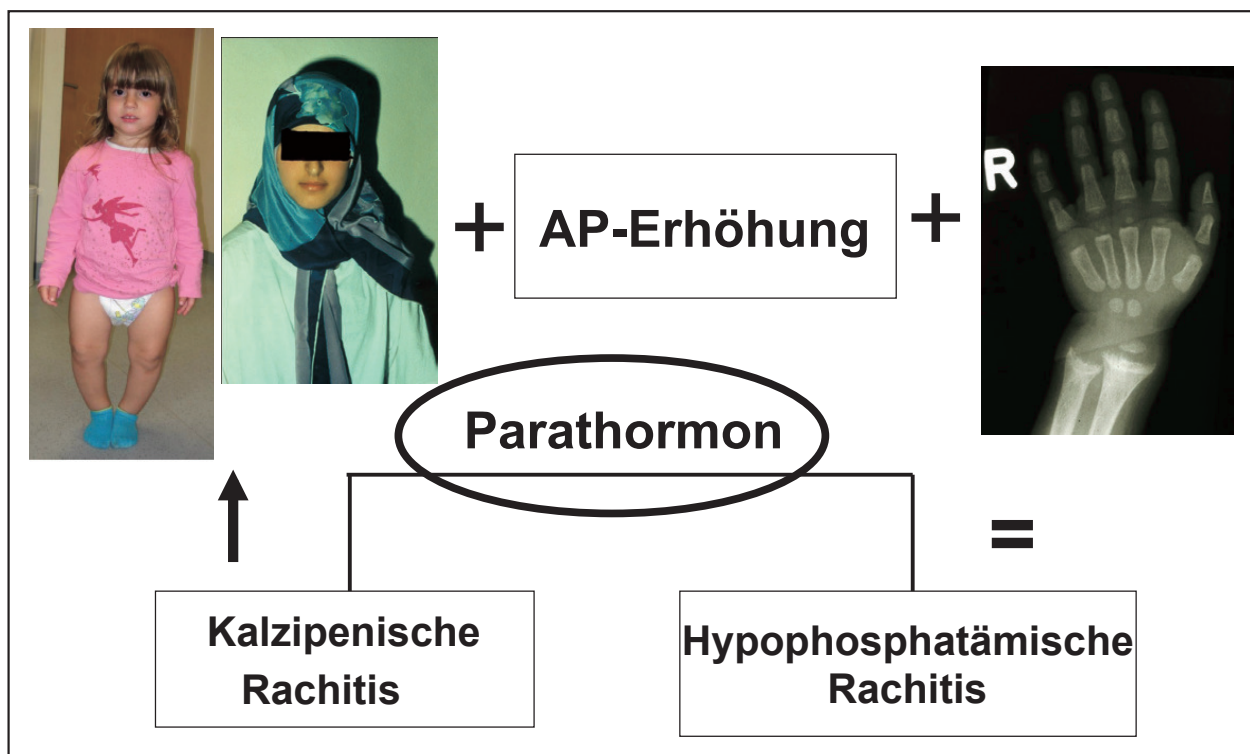 +
AP-Erhöhung
+
R
Parathormon
=
Kalzipenische
Rachitis
Hypophosphatämische
Rachitis